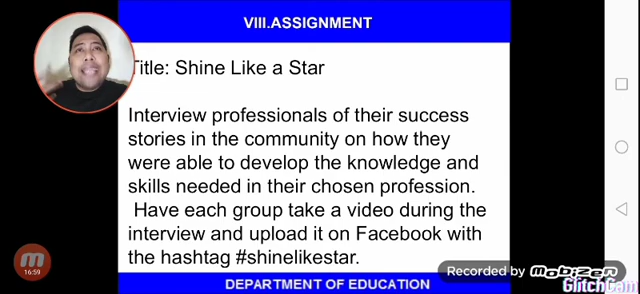 VIII.ASSIGNMENT
Title: Shine Like a Star
Interview professionals of their success
stories in the community on how they
were able to develop the knowledge and
skills needed in their chosen profession.
Have each group take a video during the
interview and upload it on Facebook with
the hashtag #shinelikestar.
16:59
Recorded by Mobizen
DEPARTMENT OF EDUCATION
GlitchCam